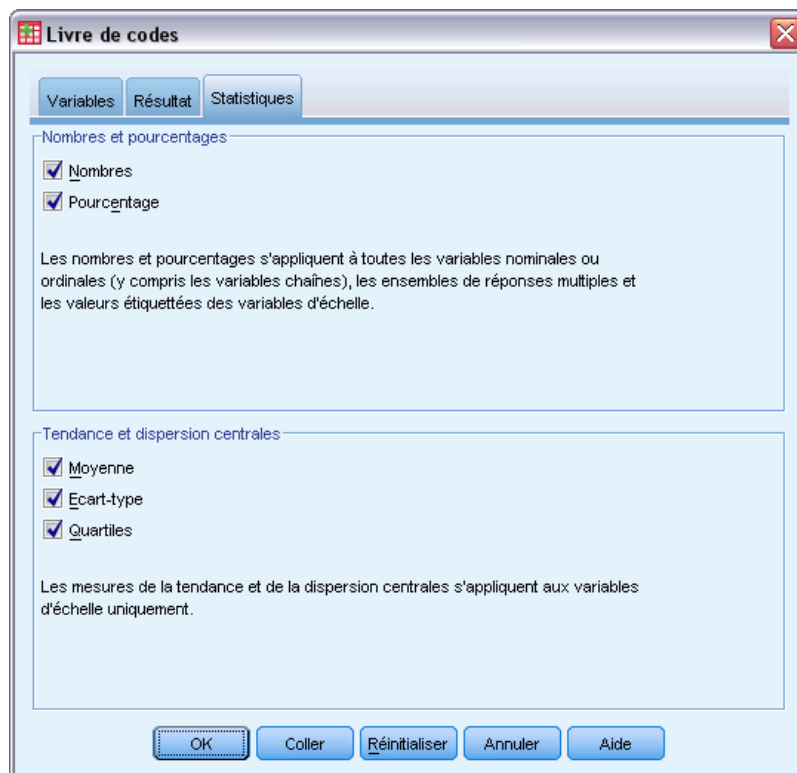 Livre de codes
Variables Résultat Statistiques
Nombres et pourcentages
Nombres
Pourcentage
Les nombres et pourcentages s'appliquent à toutes les variables nominales ou
ordinales (y compris les variables chaînes), les ensembles de réponses multiples et
les valeurs étiquettées des variables d'échelle.
Tendance et dispersion centrales
Moyenne
Ecart-type
Quartiles
Les mesures de la tendance et de la dispersion centrales s'appliquent aux variables
d'échelle uniquement.
OK Coller Réinitialiser Annuler Aide